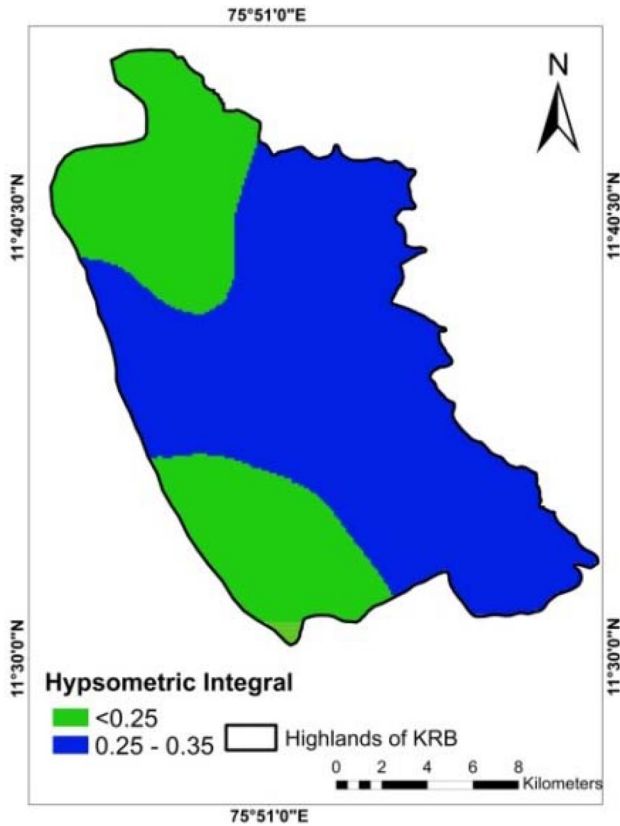 75°51'0"E
N
11°40'30"N
11°40'30"N
11°30'0"N
11°30'0"N
Hypsometric Integral
<0.25
0.25 - 0.35
Highlands of KRB
0 1 2 4 6 8
Kilometers
75°51'0"E